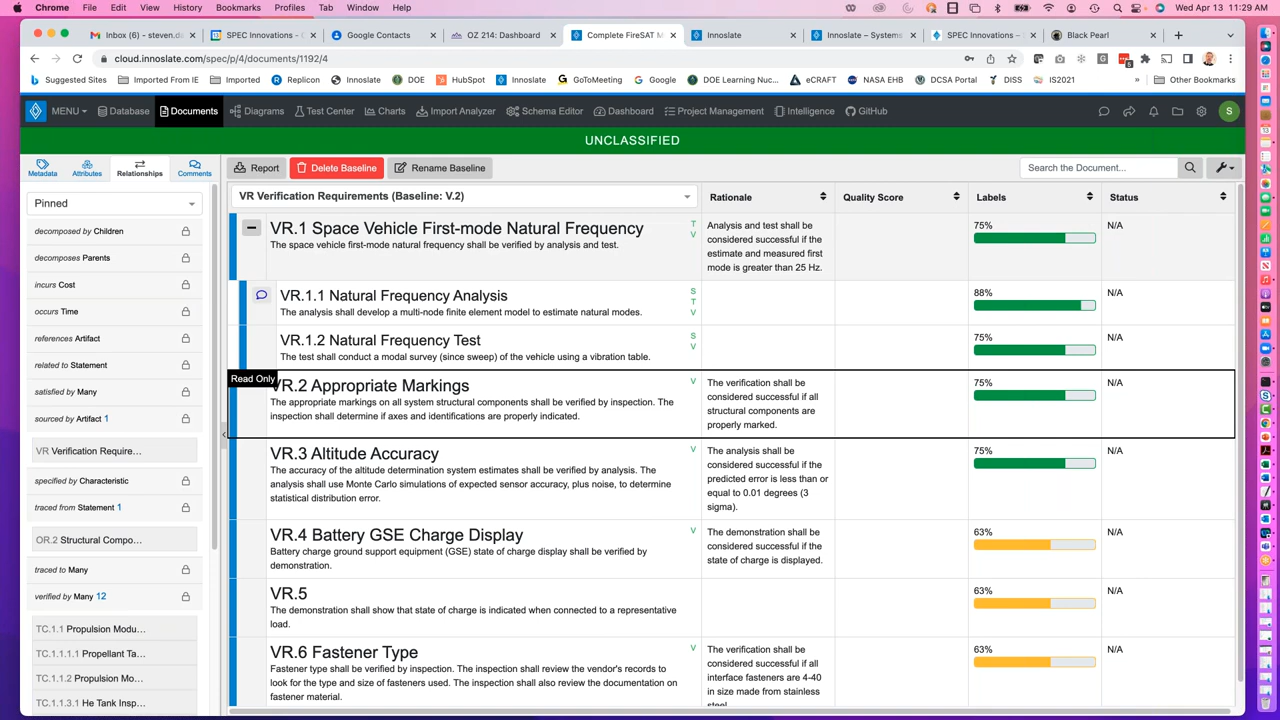 Chrome File Edit View History Bookmarks Profiles Tab Window Help Wed Apr 13 11:29 AM
Inbox (6) - steven.da SPEC Innovations - C Google Contacts OZ 214: Dashboard Complete FireSAT M Innoslate Innoslate – Systems SPEC Innovations – Black Pearl
cloud.innoslate.com/spec/p/4/documents/1192/4
Suggested Sites Imported From IE Imported Replicon Innoslate DOE HubSpot Innoslate GoToMeeting Google DOE Learning Nuc... eCRAFT NASA EHB DCSA Portal DISS IS2021 » Other Bookmarks
MENU Database Documents Diagrams Test Center Charts Import Analyzer Schema Editor Dashboard Project Management Intelligence GitHub S
UNCLASSIFIED
Metadata Attributes Relationships Comments
Report Delete Baseline Rename Baseline Search the Document...
Pinned
decomposed by Children
decomposes Parents
incurs Cost
occurs Time
references Artifact
related to Statement
satisfied by Many
sourced by Artifact 1
VR Verification Require...
specified by Characteristic
traced from Statement 1
OR.2 Structural Compo...
traced to Many
verified by Many 12
TC.1.1 Propulsion Modu...
TC.1.1.1.1 Propellant Ta...
TC.1.1.2 Propulsion Mo...
TC.1.1.3.1 He Tank Insp...
VR Verification Requirements (Baseline: V.2) Rationale Quality Score Labels Status
VR.1 Space Vehicle First-mode Natural Frequency
The space vehicle first-mode natural frequency shall be verified by analysis and test.
T
V
Analysis and test shall be
considered successful if the
estimate and measured first
mode is greater than 25 Hz.
75%
N/A
VR.1.1 Natural Frequency Analysis
The analysis shall develop a multi-node finite element model to estimate natural modes.
S
T
V
88%
N/A
VR.1.2 Natural Frequency Test
The test shall conduct a modal survey (since sweep) of the vehicle using a vibration table.
S
V
75%
N/A
Read Only
VR.2 Appropriate Markings
The appropriate markings on all system structural components shall be verified by inspection. The
inspection shall determine if axes and identifications are properly indicated.
V
The verification shall be
considered successful if all
structural components are
properly marked.
75%
N/A
VR.3 Altitude Accuracy
The accuracy of the altitude determination system estimates shall be verified by analysis. The
analysis shall use Monte Carlo simulations of expected sensor accuracy, plus noise, to determine
statistical distribution error.
V
The analysis shall be
considered successful if the
predicted error is less than or
equal to 0.01 degrees (3
sigma).
75%
N/A
VR.4 Battery GSE Charge Display
Battery charge ground support equipment (GSE) state of charge display shall be verified by
demonstration.
V
The demonstration shall be
considered successful if the
state of charge is displayed.
63%
N/A
VR.5
The demonstration shall show that state of charge is indicated when connected to a representative
load.
63%
N/A
VR.6 Fastener Type
Fastener type shall be verified by inspection. The inspection shall review the vendor's records to
look for the type and size of fasteners used. The inspection shall also review the documentation on
fastener material.
V
The verification shall be
considered successful if all
interface fasteners are 4-40
in size made from stainless
steel
63%
N/A